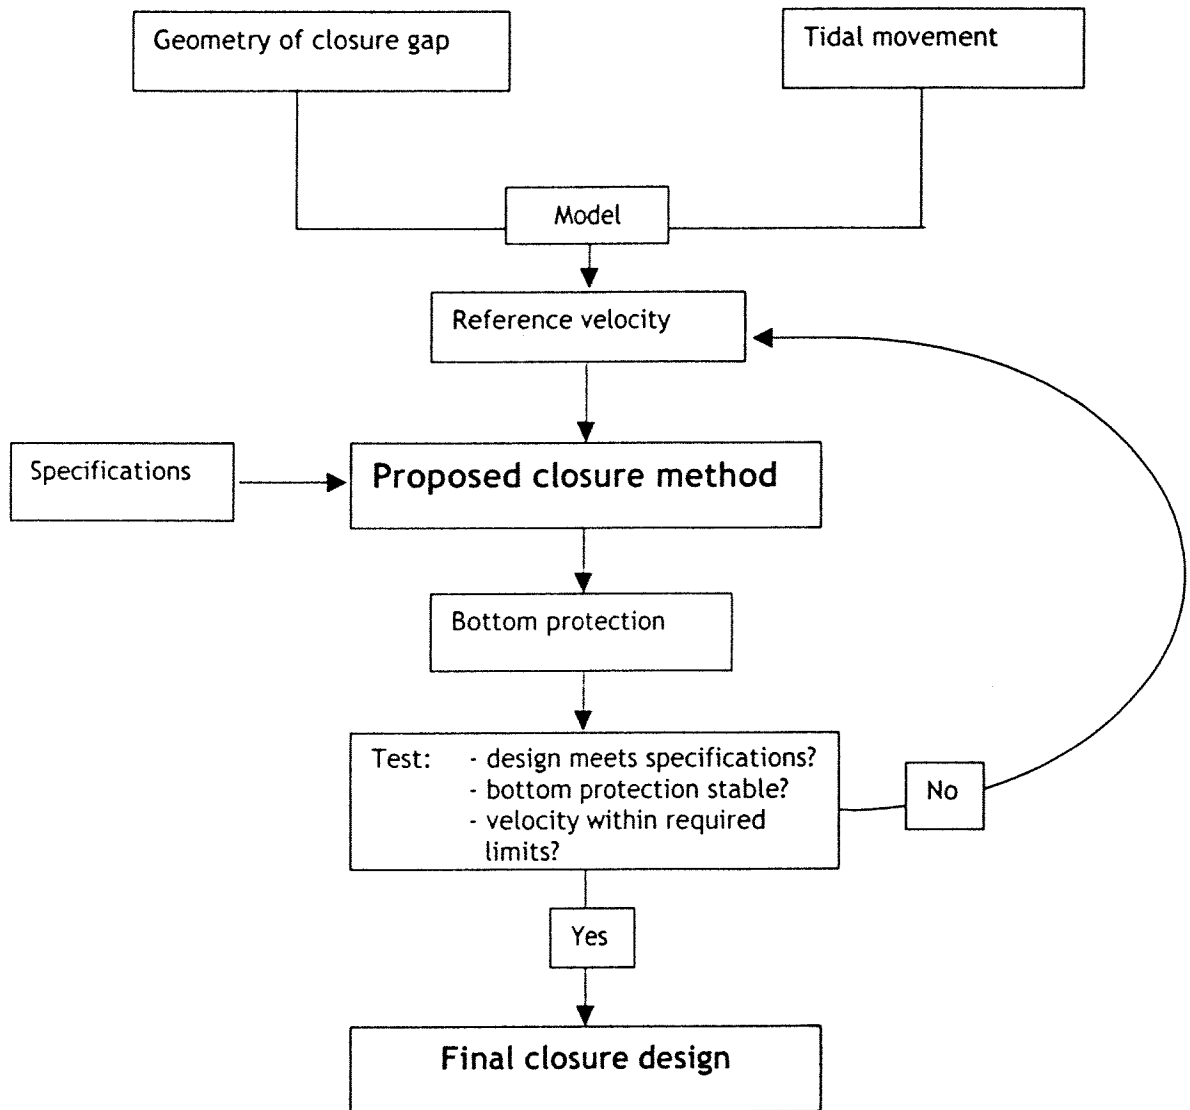 Geometry of closure gap
Tidal movement
Model
Reference velocity
Specifications
Proposed closure method
Bottom protection
Test: - design meets specifications?
- bottom protection stable?
- velocity within required
limits?
No
Yes
Final closure design